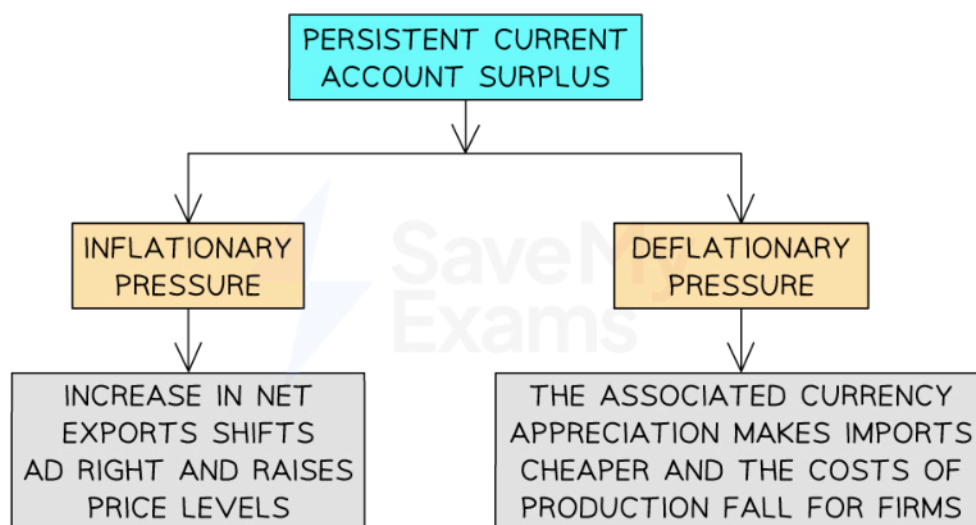 PERSISTENT CURRENT
ACCOUNT SURPLUS
INFLATIONARY
PRESSURE
DEFLATIONARY
PRESSURE
SaveMy
Exams
INCREASE IN NET
EXPORTS SHIFTS
AD RIGHT AND RAISES
PRICE LEVELS
THE ASSOCIATED CURRENCY
APPRECIATION MAKES IMPORTS
CHEAPER AND THE COSTS OF
PRODUCTION FALL FOR FIRMS